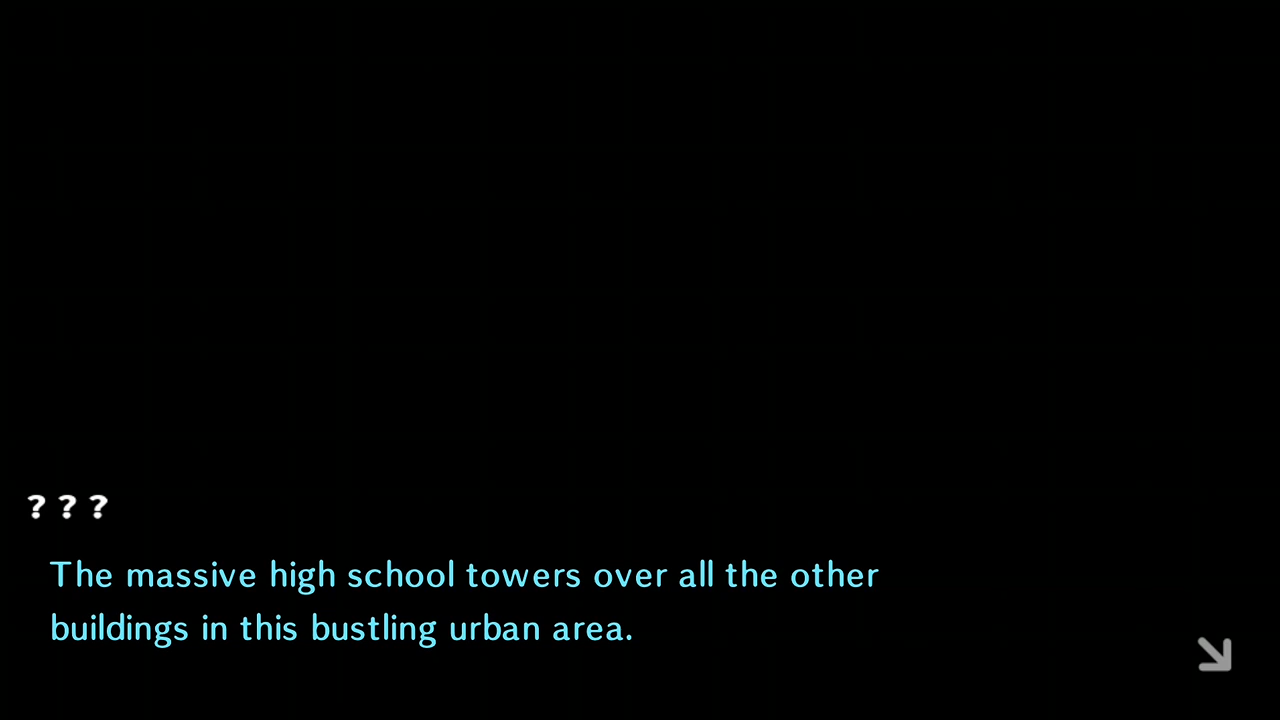 ? ? ?
The massive high school towers over all the other
buildings in this bustling urban area.